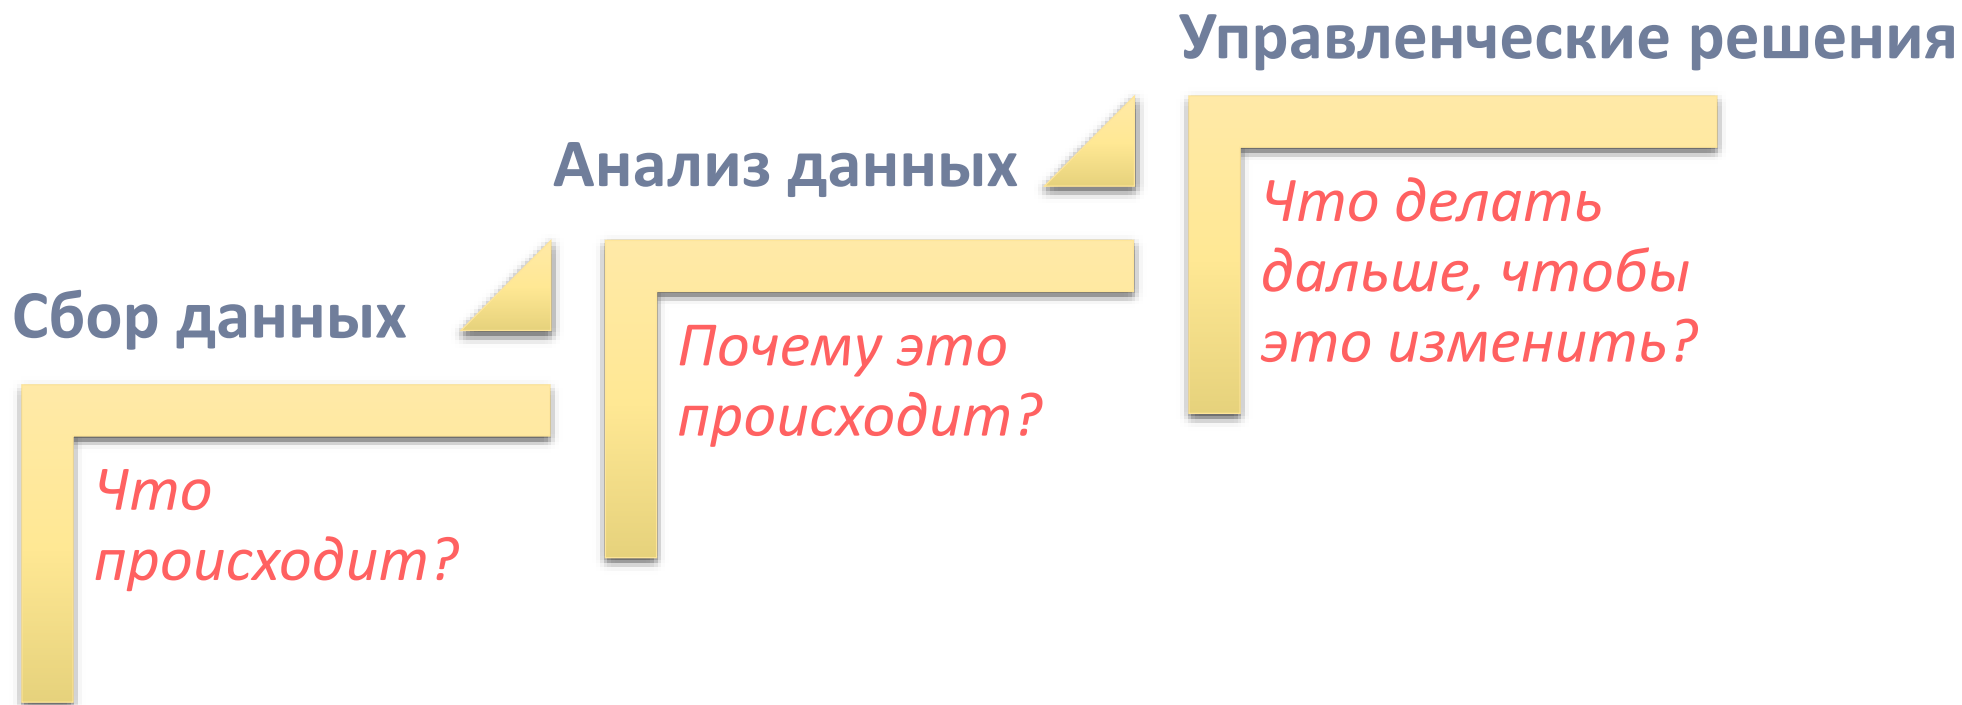 Сбор данных
Что
происходит?
Анализ данных
Почему это
происходит?
Управленческие решения
Что делать
дальше, чтобы
это изменить?